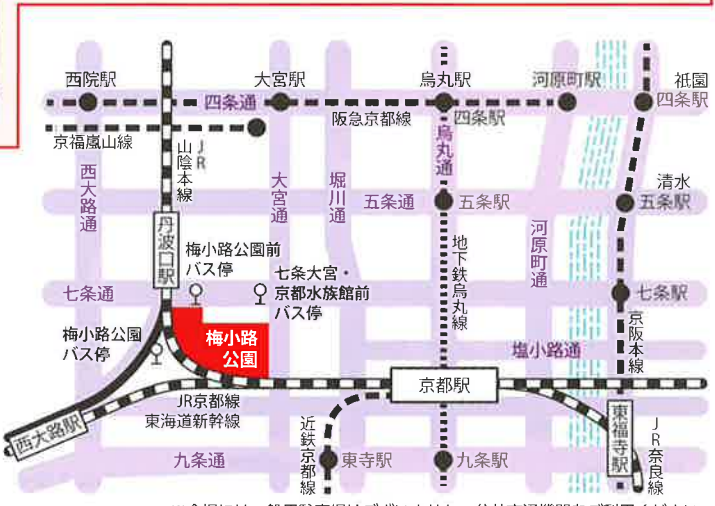 西院駅
大宮駅
烏丸駅
河原町駅
祇園
四条駅
四条通
阪急京都線
四条駅
京福嵐山線
JR
山陰本線
烏丸通
西大路通
大宮通
堀川通
五条通
五条駅
清水
五条駅
丹波口駅
梅小路公園前
バス停
七条大宮・
京都水族館前
バス停
地下鉄烏丸線
河原町通
七条通
七条駅
梅小路公園
バス停
梅小路
公園
塩小路通
京阪本線
京都駅
西大路駅
JR京都線
東海道新幹線
近鉄京都線
東福寺駅
JR奈良線
九条通
東寺駅
九条駅